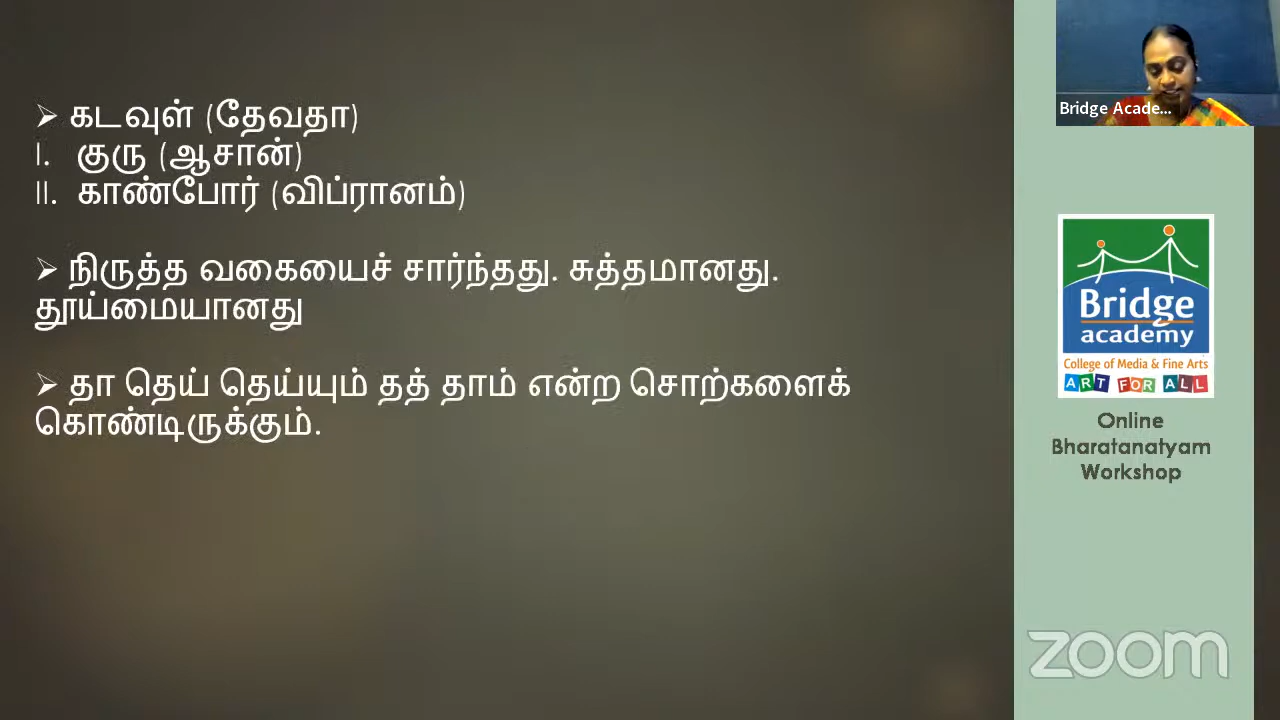 ➢ கடவுள் (தேவதா)
I. குரு (ஆசான்)
II. காண்போர் (விப்ரானம்)
➢ நிருத்த வகையைச் சார்ந்தது. சுத்தமானது.
தூய்மையானது
➢ தா தெய் தெய்யும் தத் தாம் என்ற சொற்களைக்
கொண்டிருக்கும்.
Bridge Acade...
Bridge
academy
College of Media & Fine Arts
ART FOR ALL
Online
Bharatanatyam
Workshop
zoom